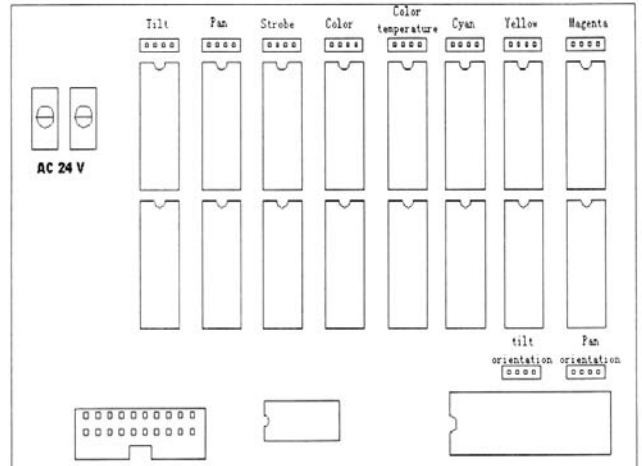 Tilt
Pan
Strobe
Color
Color
temperature
Cyan
Yellow
Magenta
AC 24 V
tilt
orientation
Pan
orientation